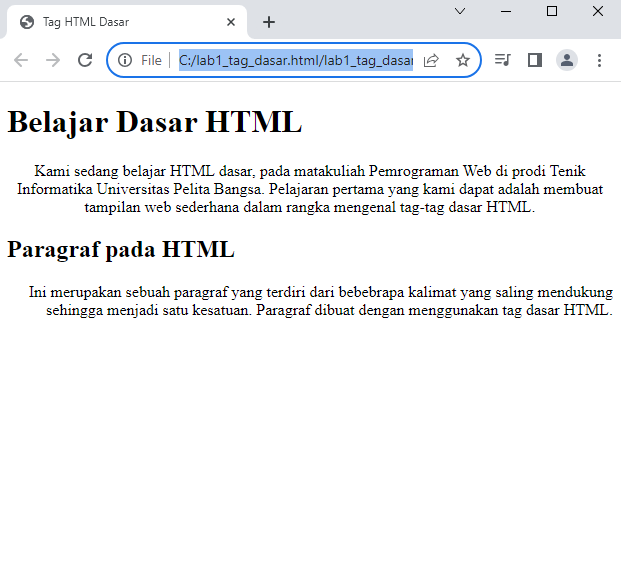 Tag HTML Dasar
File
C:/lab1_tag_dasar.html/lab1_tag_dasar
Belajar Dasar HTML
Kami sedang belajar HTML dasar, pada matakuliah Pemrograman Web di prodi Tenik
Informatika Universitas Pelita Bangsa. Pelajaran pertama yang kami dapat adalah membuat
tampilan web sederhana dalam rangka mengenal tag-tag dasar HTML.
Paragraf pada HTML
Ini merupakan sebuah paragraf yang terdiri dari bebebrapa kalimat yang saling mendukung
sehingga menjadi satu kesatuan. Paragraf dibuat dengan menggunakan tag dasar HTML.